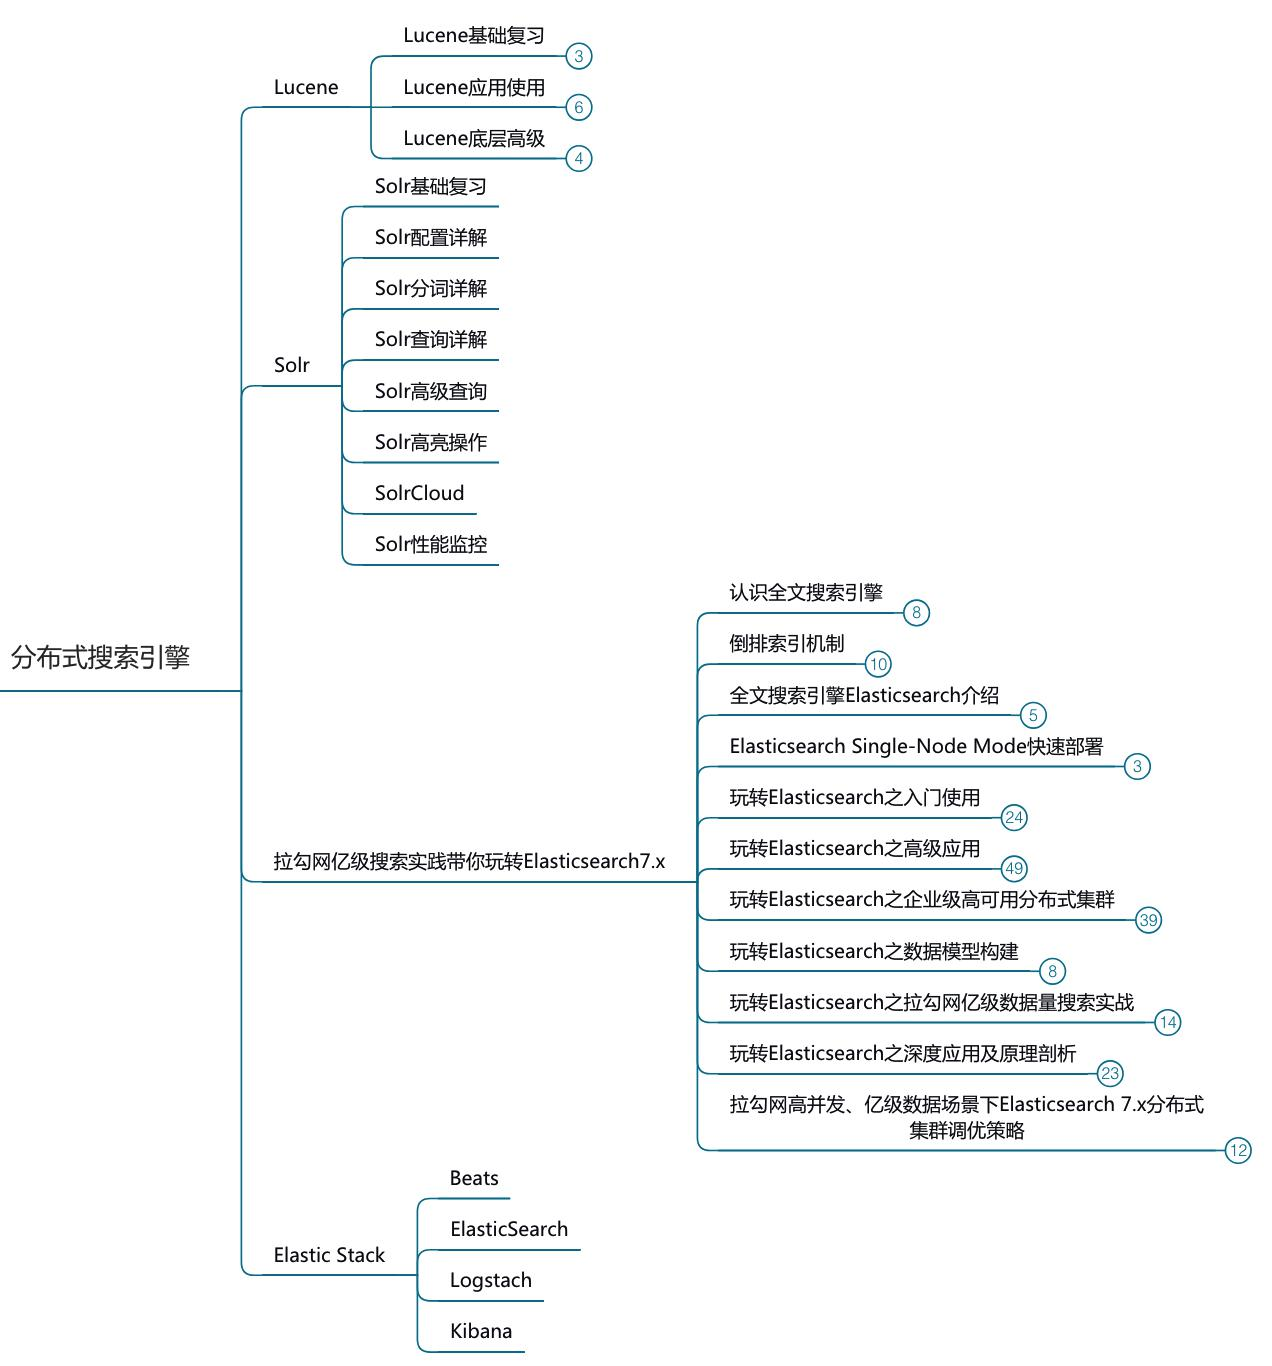 Lucene基础复习
3
Lucene
Lucene应用使用
6
Lucene底层高级
4
Solr基础复习
Solr配置详解
Solr分词详解
Solr查询详解
Solr
Solr高级查询
Solr高亮操作
SolrCloud
Solr性能监控
认识全文搜索引擎
8
分布式搜索引擎
倒排索引机制
10
全文搜索引擎Elasticsearch介绍
5
Elasticsearch Single-Node Mode快速部署
3
玩转Elasticsearch之入门使用
24
拉勾网亿级搜索实践带你玩转Elasticsearch7.x
玩转Elasticsearch之高级应用
49
玩转Elasticsearch之企业级高可用分布式集群
39
玩转Elasticsearch之数据模型构建
8
玩转Elasticsearch之拉勾网亿级数据量搜索实战
14
玩转Elasticsearch之深度应用及原理剖析
23
拉勾网高并发、亿级数据场景下Elasticsearch 7.x分布式
集群调优策略
12
Beats
ElasticSearch
Elastic Stack
Logstach
Kibana